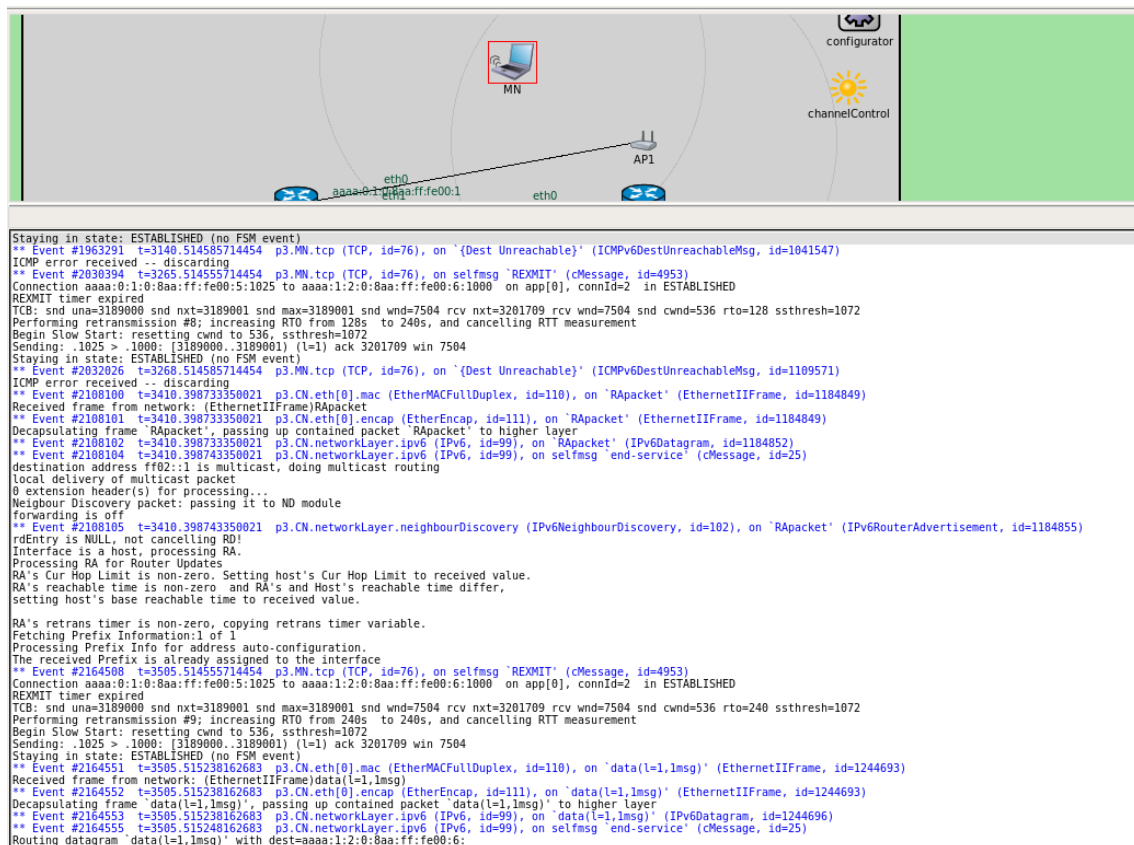 configurator
MN
channelControl
AP1
eth0
aaaa:0:1:0:8aa:ff:fe00:1
eth1
eth0
Staying in state: ESTABLISHED (no FSM event)
** Event #1963291  t=3140.514585714454  p3.MN.tcp (TCP, id=76), on `{Dest Unreachable}' (ICMPv6DestUnreachableMsg, id=1041547)
ICMP error received -- discarding
** Event #2030394  t=3265.514555714454  p3.MN.tcp (TCP, id=76), on selfmsg `REXMIT' (cMessage, id=4953)
Connection aaaa:0:1:0:8aa:ff:fe00:5:1025 to aaaa:1:2:0:8aa:ff:fe00:6:1000  on app[0], connId=2  in ESTABLISHED
REXMIT timer expired
TCB: snd una=3189000 snd nxt=3189001 snd max=3189001 snd wnd=7504 rcv nxt=3201709 rcv wnd=7504 snd cwnd=536 rto=128 ssthresh=1072
Performing retransmission #8; increasing RTO from 128s  to 240s, and cancelling RTT measurement
Begin Slow Start: resetting cwnd to 536, ssthresh=1072
Sending: .1025 > .1000: [3189000..3189001) (l=1) ack 3201709 win 7504
Staying in state: ESTABLISHED (no FSM event)
** Event #2032026  t=3268.514555714454  p3.MN.tcp (TCP, id=76), on `{Dest Unreachable}' (ICMPv6DestUnreachableMsg, id=1109571)
ICMP error received -- discarding
** Event #2108100  t=3410.398733350021  p3.CN.eth[0].mac (EtherMACFullDuplex, id=110), on `RApacket' (EthernetIIFrame, id=1184849)
Received frame from network: (EthernetIIFrame)RApacket
** Event #2108101  t=3410.398733350021  p3.CN.eth[0].encap (EtherEncap, id=111), on `RApacket' (EthernetIIFrame, id=1184849)
Decapsulating frame `RApacket', passing up contained packet `RApacket' to higher layer
** Event #2108102  t=3410.398733350021  p3.CN.networkLayer.ipv6 (IPv6, id=99), on `RApacket' (IPv6Datagram, id=1184852)
** Event #2108104  t=3410.398743350021  p3.CN.networkLayer.ipv6 (IPv6, id=99), on selfmsg `end-service' (cMessage, id=25)
destination address ff02::1 is multicast, doing multicast routing
local delivery of multicast packet
0 extension header(s) for processing...
Neigbour Discovery packet: passing it to ND module
forwarding is off
** Event #2108105  t=3410.398743350021  p3.CN.networkLayer.neighbourDiscovery (IPv6NeighbourDiscovery, id=102), on `RApacket' (IPv6RouterAdvertisement, id=1184855)
rdEntry is NULL, not cancelling RD!
Interface is a host, processing RA.
Processing RA for Router Updates
RA's Cur Hop Limit is non-zero. Setting host's Cur Hop Limit to received value.
RA's reachable time is non-zero  and RA's and Host's reachable time differ,
setting host's base reachable time to received value.
RA's retrans timer is non-zero, copying retrans timer variable.
Fetching Prefix Information:1 of 1
Processing Prefix Info for address auto-configuration.
The received Prefix is already assigned to the interface
** Event #2164508  t=3505.514555714454  p3.MN.tcp (TCP, id=76), on selfmsg `REXMIT' (cMessage, id=4953)
Connection aaaa:0:1:0:8aa:ff:fe00:5:1025 to aaaa:1:2:0:8aa:ff:fe00:6:1000  on app[0], connId=2  in ESTABLISHED
REXMIT timer expired
TCB: snd una=3189000 snd nxt=3189001 snd max=3189001 snd wnd=7504 rcv nxt=3201709 rcv wnd=7504 snd cwnd=536 rto=240 ssthresh=1072
Performing retransmission #9; increasing RTO from 240s  to 240s, and cancelling RTT measurement
Begin Slow Start: resetting cwnd to 536, ssthresh=1072
Sending: .1025 > .1000: [3189000..3189001) (l=1) ack 3201709 win 7504
Staying in state: ESTABLISHED (no FSM event)
** Event #2164551  t=3505.515238162683  p3.CN.eth[0].mac (EtherMACFullDuplex, id=110), on `data(l=1,1msg)' (EthernetIIFrame, id=1244693)
Received frame from network: (EthernetIIFrame)data(l=1,1msg)
** Event #2164552  t=3505.515238162683  p3.CN.eth[0].encap (EtherEncap, id=111), on `data(l=1,1msg)' (EthernetIIFrame, id=1244693)
Decapsulating frame `data(l=1,1msg)', passing up contained packet `data(l=1,1msg)' to higher layer
** Event #2164553  t=3505.515238162683  p3.CN.networkLayer.ipv6 (IPv6, id=99), on `data(l=1,1msg)' (IPv6Datagram, id=1244696)
** Event #2164555  t=3505.515248162683  p3.CN.networkLayer.ipv6 (IPv6, id=99), on selfmsg `end-service' (cMessage, id=25)
Routing datagram `data(l=1,1msg)' with dest=aaaa:1:2:0:8aa:ff:fe00:6: